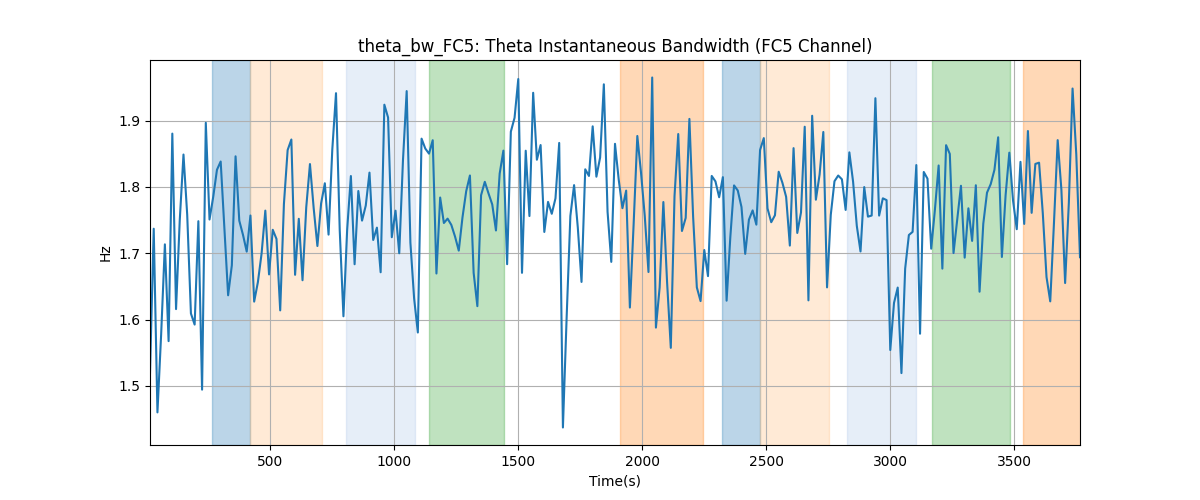 theta_bw_FC5: Theta Instantaneous Bandwidth (FC5 Channel)
Hz
1.9
1.8
1.7
1.6
1.5
500 1000 1500 2000 2500 3000 3500
Time(s)